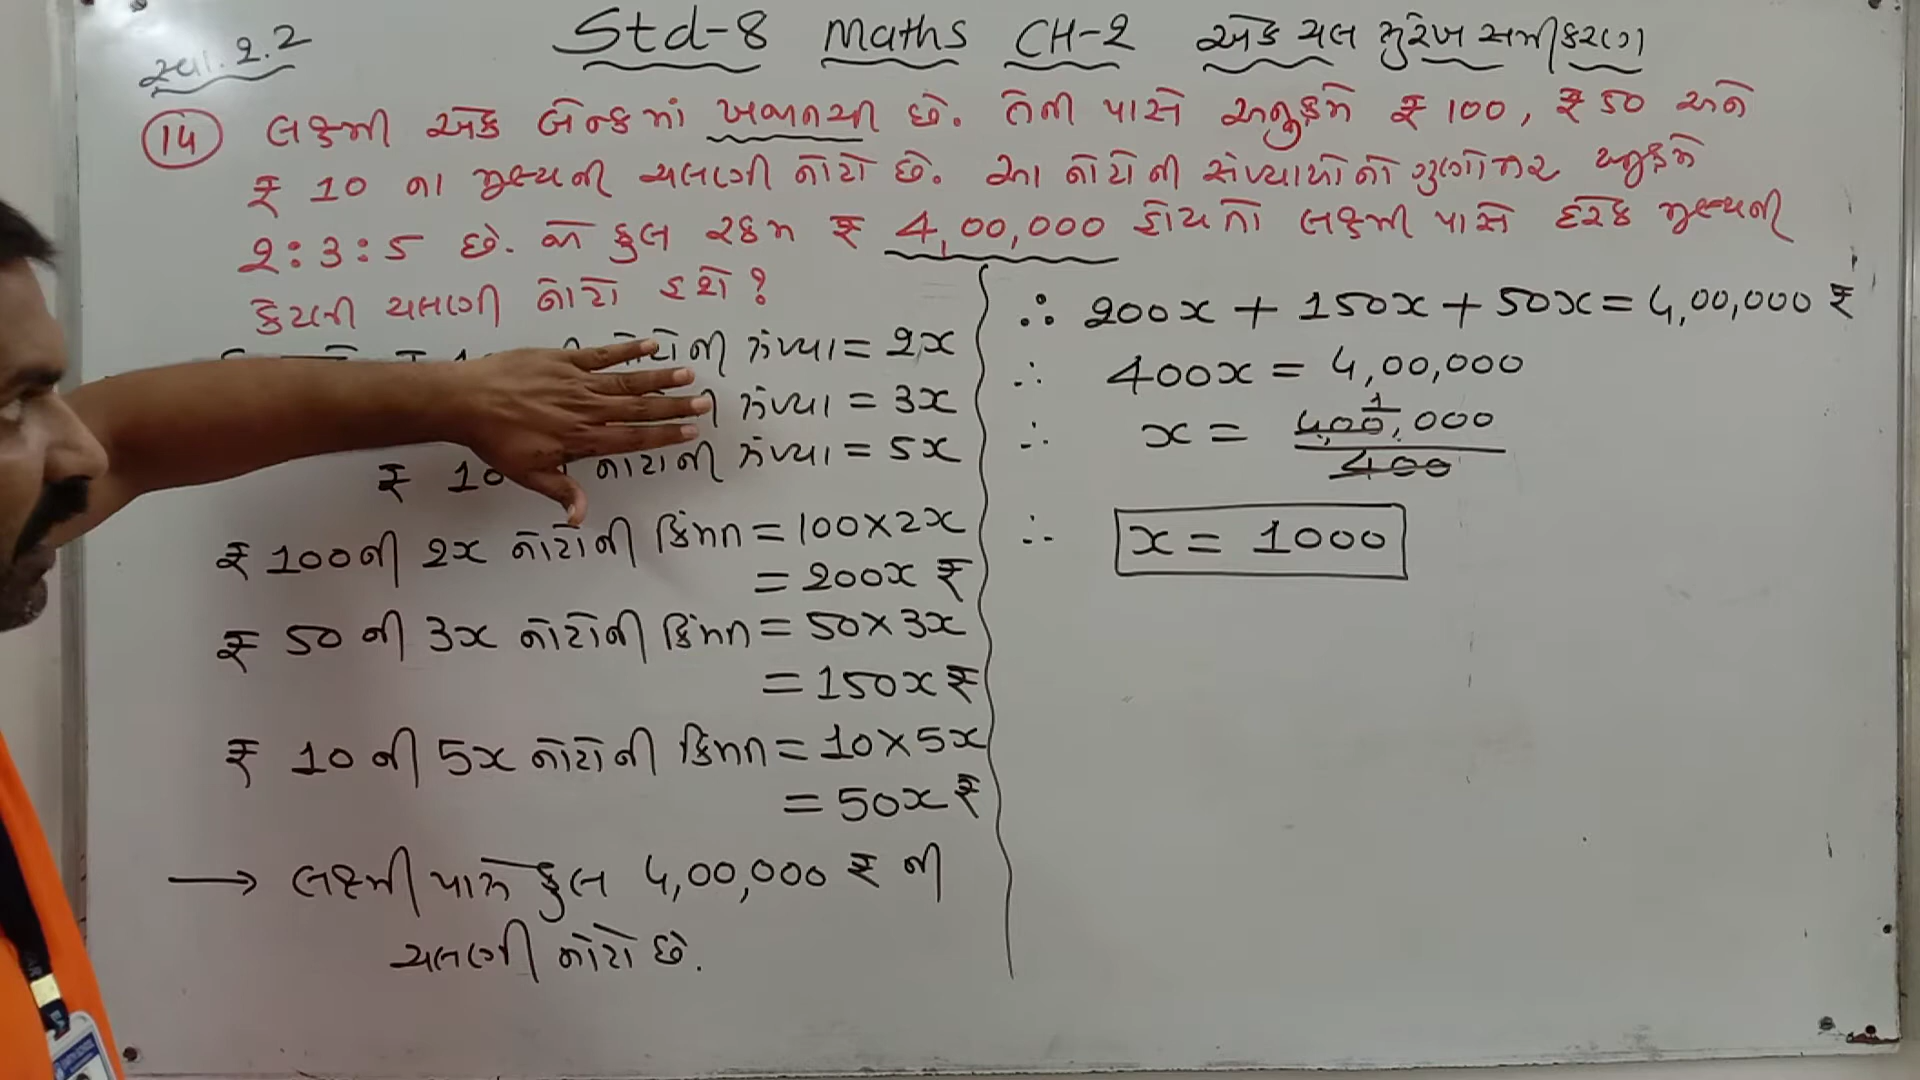 સ્વા. 2.2
Std-8 Maths CH-2 એક ચલ સુરેખ સમીકરણ
14 લક્ષ્મી એક બેન્કમાં ખજાનચી છે. તેની પાસે અનુક્રમે ₹ 100, ₹ 50 અને
₹ 10 ના મૂલ્યની ચલણી નોટો છે. આ નોટોની સંખ્યાઓનો ગુણોત્તર અનુક્રમે
2:3:5 છે. જો કુલ રકમ ₹ 4,00,000 હોય તો લક્ષ્મી પાસે દરેક મૂલ્યની
કેટલી ચલણી નોટો હશે?
નોટોની સંખ્યા = 2x
સંખ્યા = 3x
₹ 10 નોટોની સંખ્યા = 5x
₹ 100ની 2x નોટોની કિંમત = 100×2x
= 200x ₹
₹ 50 ની 3x નોટોની કિંમત = 50×3x
= 150x ₹
₹ 10 ની 5x નોટોની કિંમત = 10×5x
= 50x ₹
→ લક્ષ્મી પાસે કુલ 4,00,000 ₹ ની
ચલણી નોટો છે.
∴ 200x + 150x + 50x = 4,00,000 ₹
∴ 400x = 4,00,000
1
∴ x = 4,00,000
400
∴ x = 1000